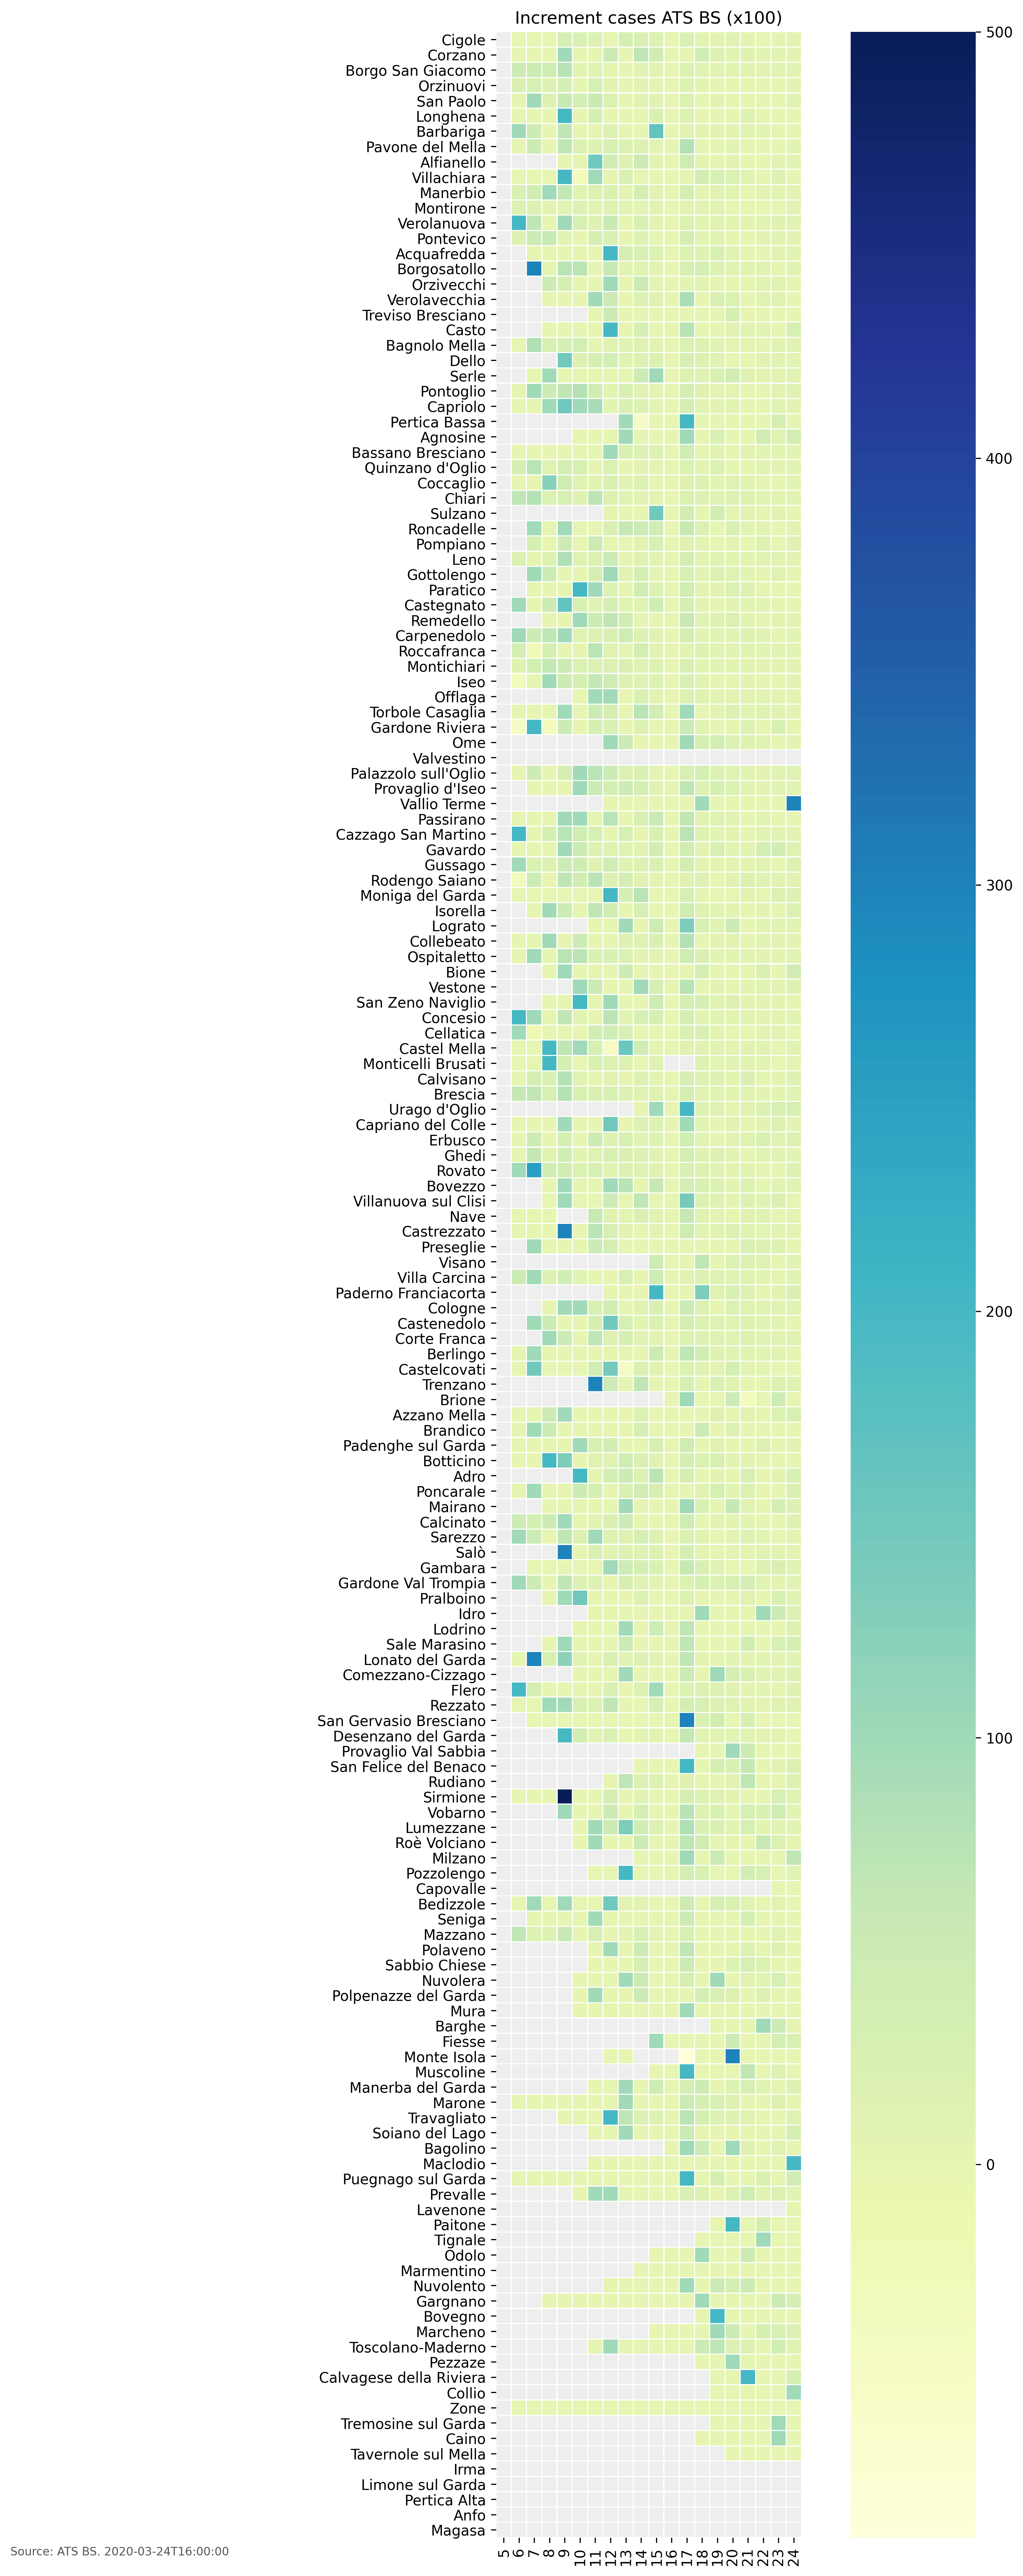 Increment cases ATS BS (x100)
Cigole
Corzano
Borgo San Giacomo
Orzinuovi
San Paolo
Longhena
Barbariga
Pavone del Mella
Alfianello
Villachiara
Manerbio
Montirone
Verolanuova
Pontevico
Acquafredda
Borgosatollo
Orzivecchi
Verolavecchia
Treviso Bresciano
Casto
Bagnolo Mella
Dello
Serle
Pontoglio
Capriolo
Pertica Bassa
Agnosine
Bassano Bresciano
Quinzano d'Oglio
Coccaglio
Chiari
Sulzano
Roncadelle
Pompiano
Leno
Gottolengo
Paratico
Castegnato
Remedello
Carpenedolo
Roccafranca
Montichiari
Iseo
Offlaga
Torbole Casaglia
Gardone Riviera
Ome
Valvestino
Palazzolo sull'Oglio
Provaglio d'Iseo
Vallio Terme
Passirano
Cazzago San Martino
Gavardo
Gussago
Rodengo Saiano
Moniga del Garda
Isorella
Lograto
Collebeato
Ospitaletto
Bione
Vestone
San Zeno Naviglio
Concesio
Cellatica
Castel Mella
Monticelli Brusati
Calvisano
Brescia
Urago d'Oglio
Capriano del Colle
Erbusco
Ghedi
Rovato
Bovezzo
Villanuova sul Clisi
Nave
Castrezzato
Preseglie
Visano
Villa Carcina
Paderno Franciacorta
Cologne
Castenedolo
Corte Franca
Berlingo
Castelcovati
Trenzano
Brione
Azzano Mella
Brandico
Padenghe sul Garda
Botticino
Adro
Poncarale
Mairano
Calcinato
Sarezzo
Salò
Gambara
Gardone Val Trompia
Pralboino
Idro
Lodrino
Sale Marasino
Lonato del Garda
Comezzano-Cizzago
Flero
Rezzato
San Gervasio Bresciano
Desenzano del Garda
Provaglio Val Sabbia
San Felice del Benaco
Rudiano
Sirmione
Vobarno
Lumezzane
Roè Volciano
Milzano
Pozzolengo
Capovalle
Bedizzole
Seniga
Mazzano
Polaveno
Sabbio Chiese
Nuvolera
Polpenazze del Garda
Mura
Barghe
Fiesse
Monte Isola
Muscoline
Manerba del Garda
Marone
Travagliato
Soiano del Lago
Bagolino
Maclodio
Puegnago sul Garda
Prevalle
Lavenone
Paitone
Tignale
Odolo
Marmentino
Nuvolento
Gargnano
Bovegno
Marcheno
Toscolano-Maderno
Pezzaze
Calvagese della Riviera
Collio
Zone
Tremosine sul Garda
Caino
Tavernole sul Mella
Irma
Limone sul Garda
Pertica Alta
Anfo
Magasa
5 6 7 8 9 10 11 12 13 14 15 16 17 18 19 20 21 22 23 24
500
400
300
200
100
0
Source: ATS BS. 2020-03-24T16:00:00